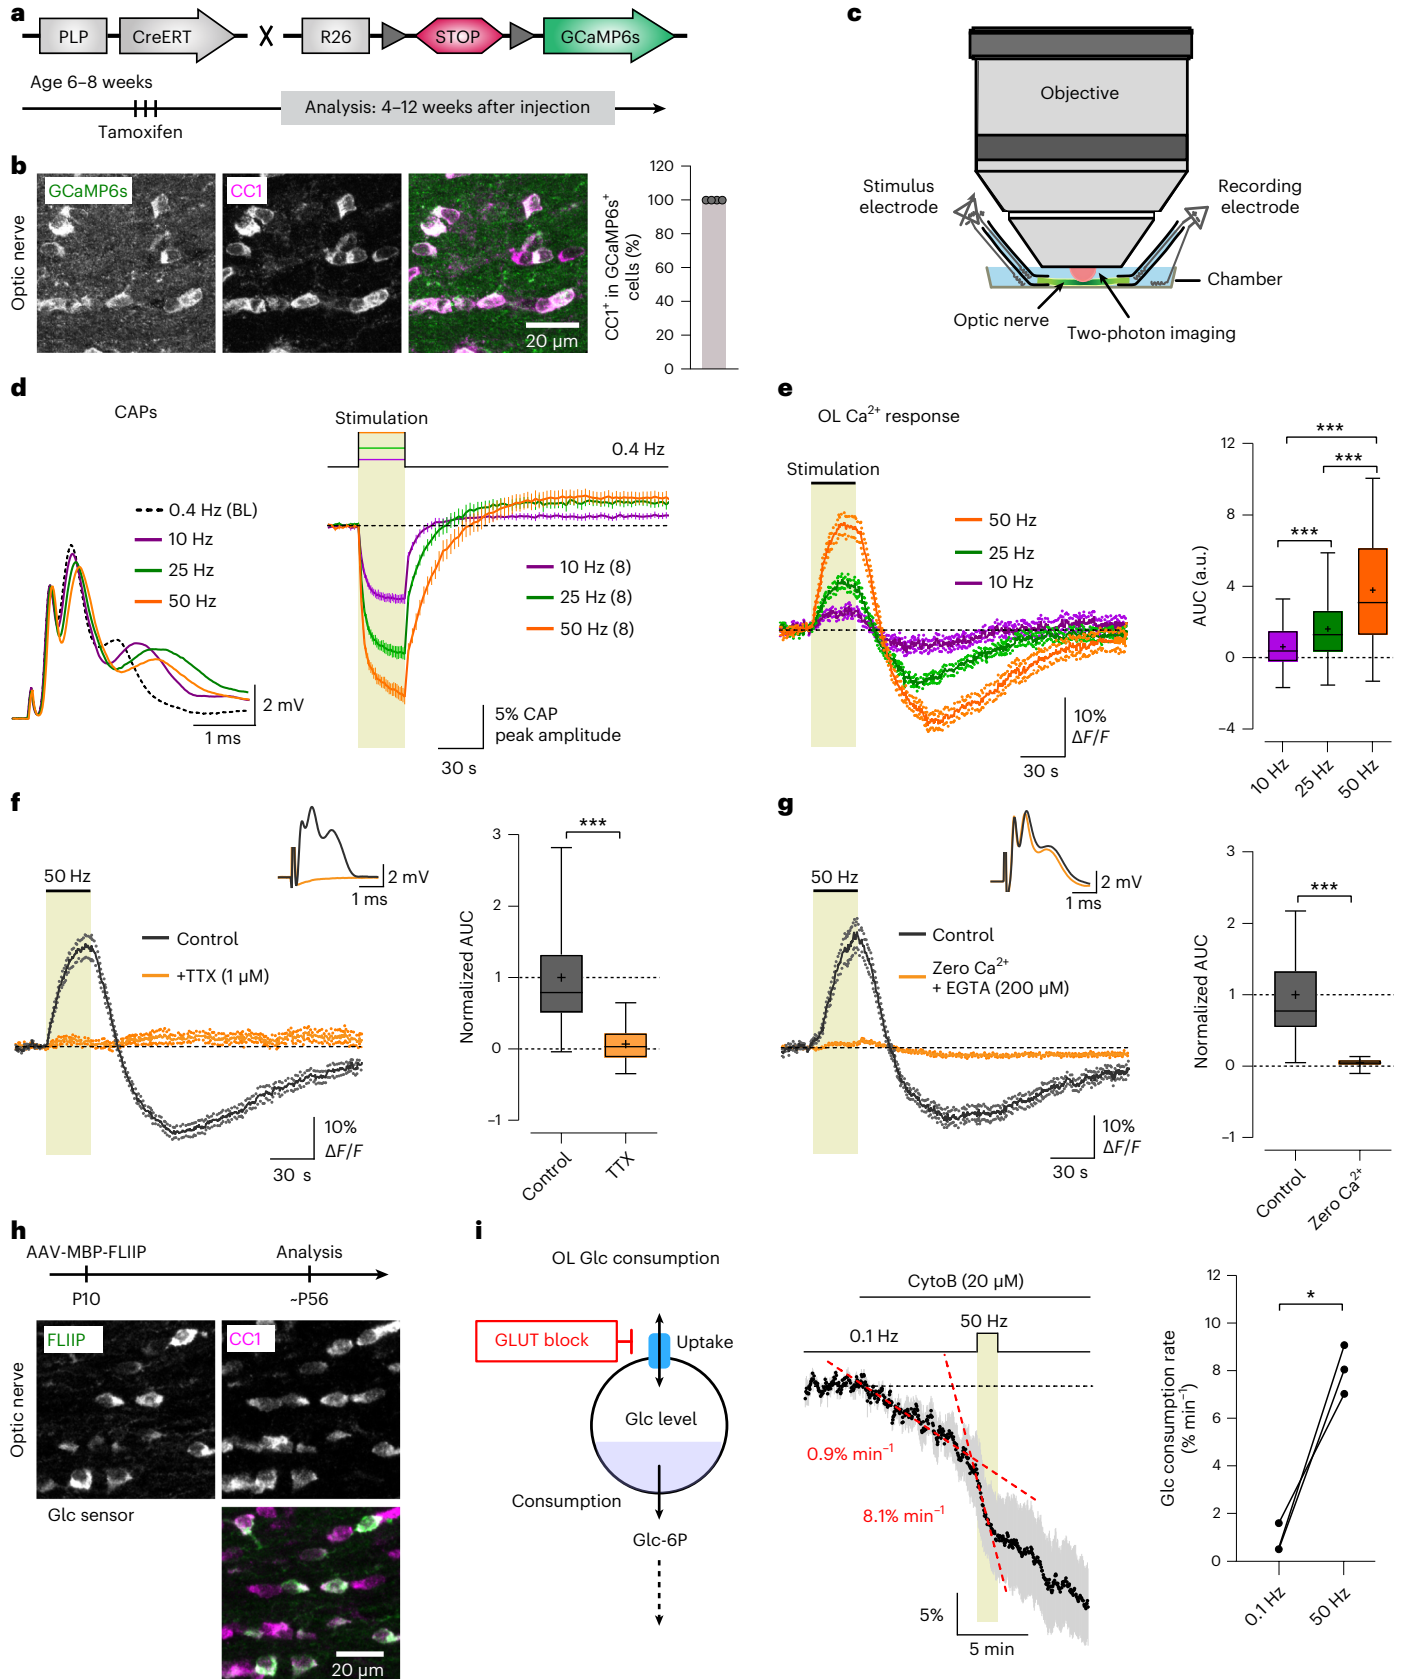 a
PLP
CreERT
X
R26
STOP
GCaMP6s
Age 6–8 weeks
Tamoxifen
Analysis: 4–12 weeks after injection
b
Optic nerve
GCaMP6s
CC1
20 µm
CC1⁺ in GCaMP6s⁺
cells (%)
120
100
80
60
40
20
0
c
Objective
Stimulus
electrode
Recording
electrode
Chamber
Optic nerve
Two-photon imaging
d
CAPs
0.4 Hz (BL)
10 Hz
25 Hz
50 Hz
2 mV
1 ms
Stimulation
0.4 Hz
10 Hz (8)
25 Hz (8)
50 Hz (8)
5% CAP
peak amplitude
30 s
e
OL Ca²⁺ response
Stimulation
50 Hz
25 Hz
10 Hz
10%
ΔF/F
30 s
AUC (a.u.)
12
8
4
0
–4
***
***
***
10 Hz
25 Hz
50 Hz
f
50 Hz
Control
+TTX (1 µM)
2 mV
1 ms
10%
ΔF/F
30 s
Normalized AUC
3
2
1
0
–1
***
Control
TTX
g
50 Hz
Control
Zero Ca²⁺
+ EGTA (200 µM)
2 mV
1 ms
10%
ΔF/F
30 s
Normalized AUC
3
2
1
0
–1
***
Control
Zero Ca²⁺
h
AAV-MBP-FLIIP
Analysis
P10
~P56
Optic nerve
FLIIP
CC1
Glc sensor
20 µm
i
OL Glc consumption
GLUT block
Uptake
Glc level
Consumption
Glc-6P
CytoB (20 µM)
50 Hz
0.1 Hz
0.9% min⁻¹
8.1% min⁻¹
5%
5 min
Glc consumption rate
(% min⁻¹)
12
10
8
6
4
2
0
*
0.1 Hz
50 Hz